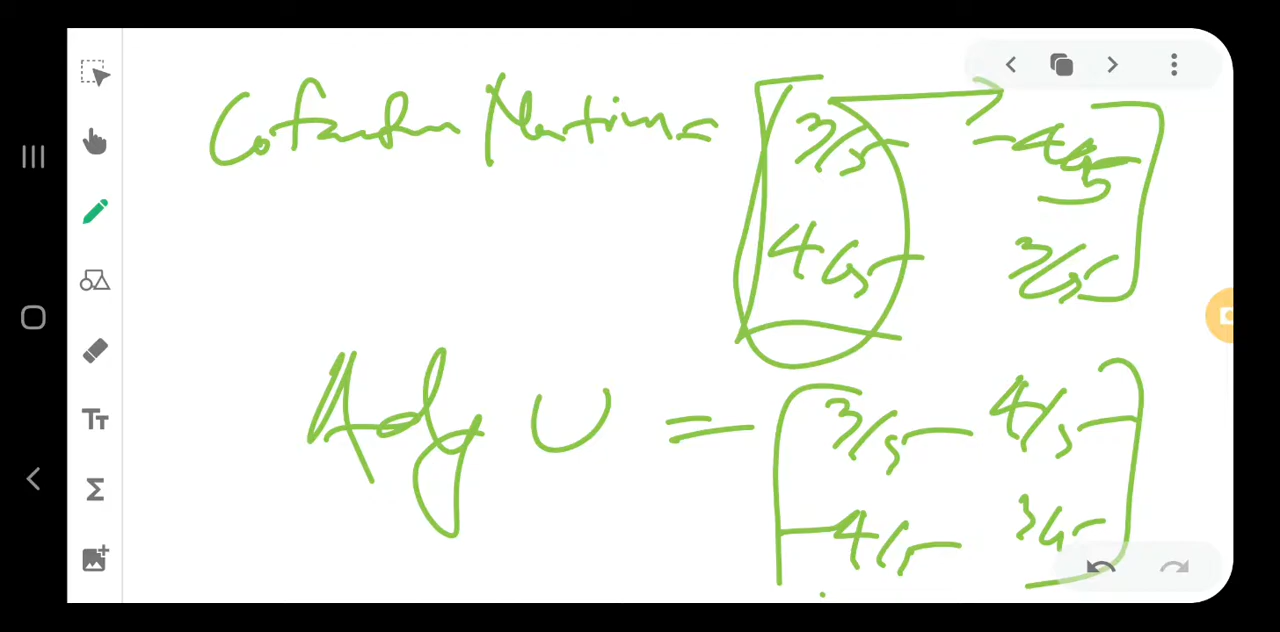 Cofactor Matrix = [ 3/5 -4/5
4/5 3/5 ]
Adj U = [ 3/5 4/5
-4/5 3/5 ]
Tт
Σ